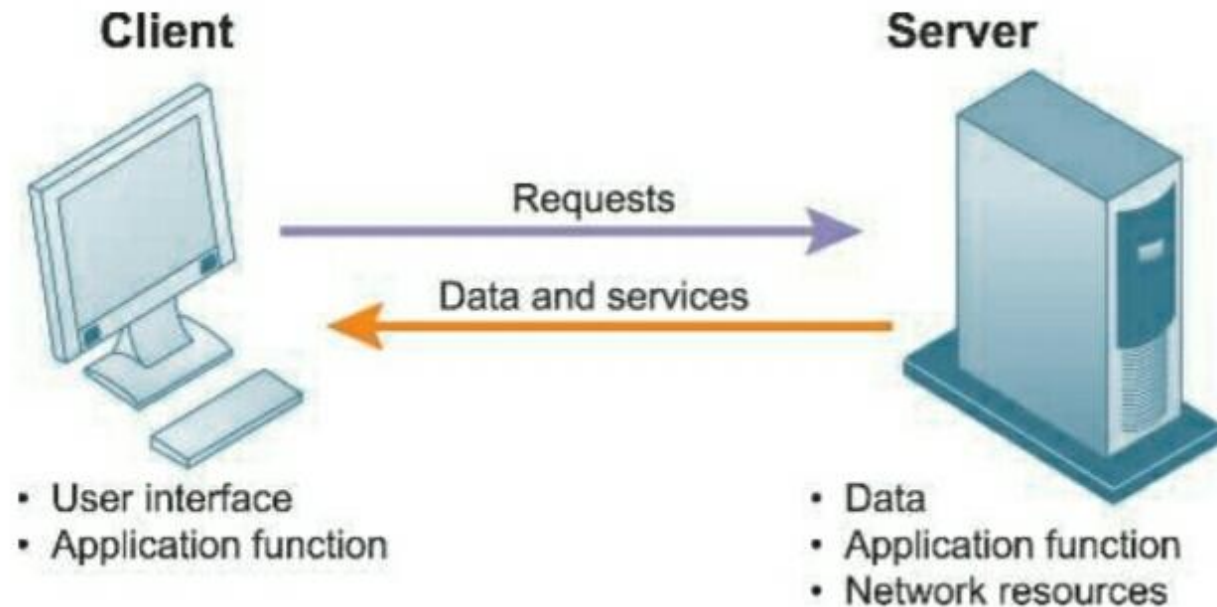 Client
Server
Requests
Data and services
• User interface
• Application function
• Data
• Application function
• Network resources